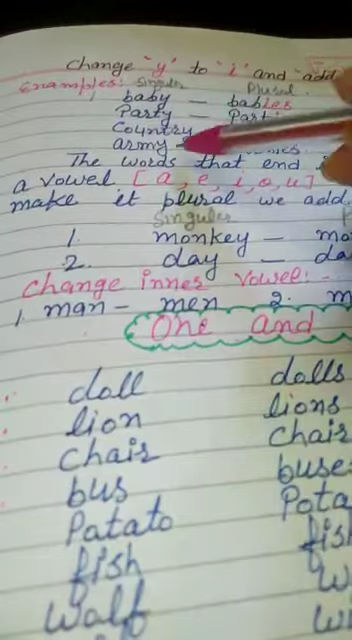 Change "y" to "i" and add
Examples: Singular Plural
baby — babies
Party — Part
Country
army –
The words that end
a vowel [a, e, i, o, u]
make it plural we add
Singular
1. monkey — mo
2. day — da
Change inner vowel:-
1. man – men 2. m
One and
doll dolls
lion lions
Chair Chair
bus buse
Patato Pota
fish fish
Walf W